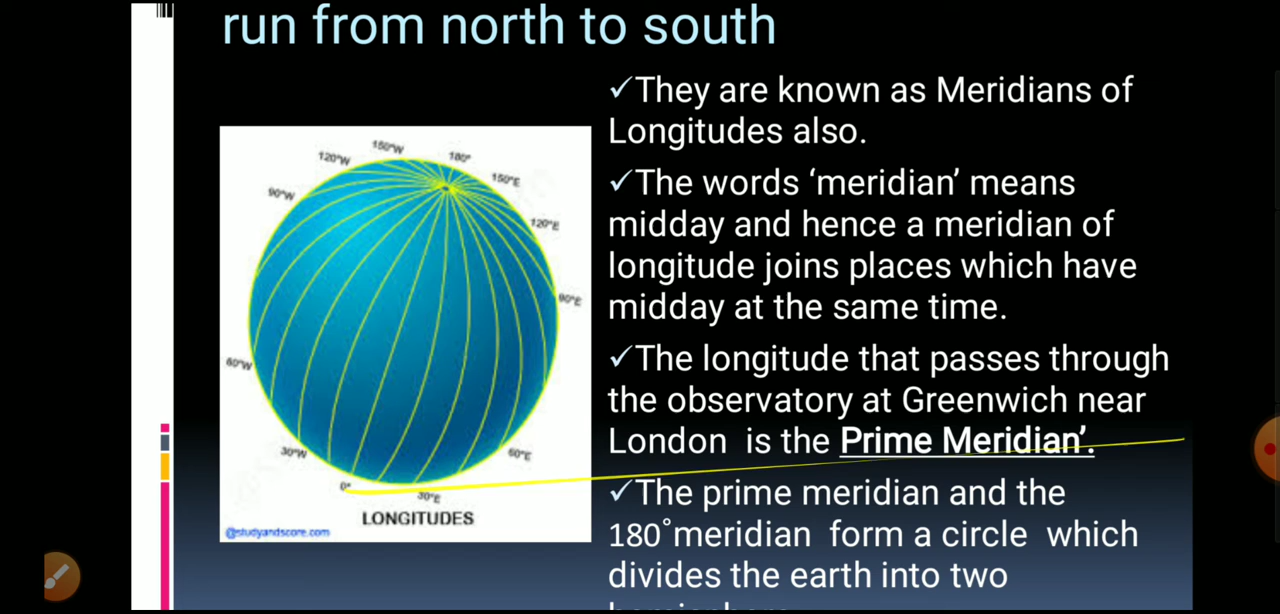 run from north to south
✓They are known as Meridians of
Longitudes also.
✓The words ‘meridian’ means
midday and hence a meridian of
longitude joins places which have
midday at the same time.
✓The longitude that passes through
the observatory at Greenwich near
London is the Prime Meridian’.
✓The prime meridian and the
180°meridian form a circle which
divides the earth into two
150°W
180°
120°W
150°E
90°W
120°E
90°E
60°W
30°W
60°E
0°
30°E
LONGITUDES
@studyandscore.com